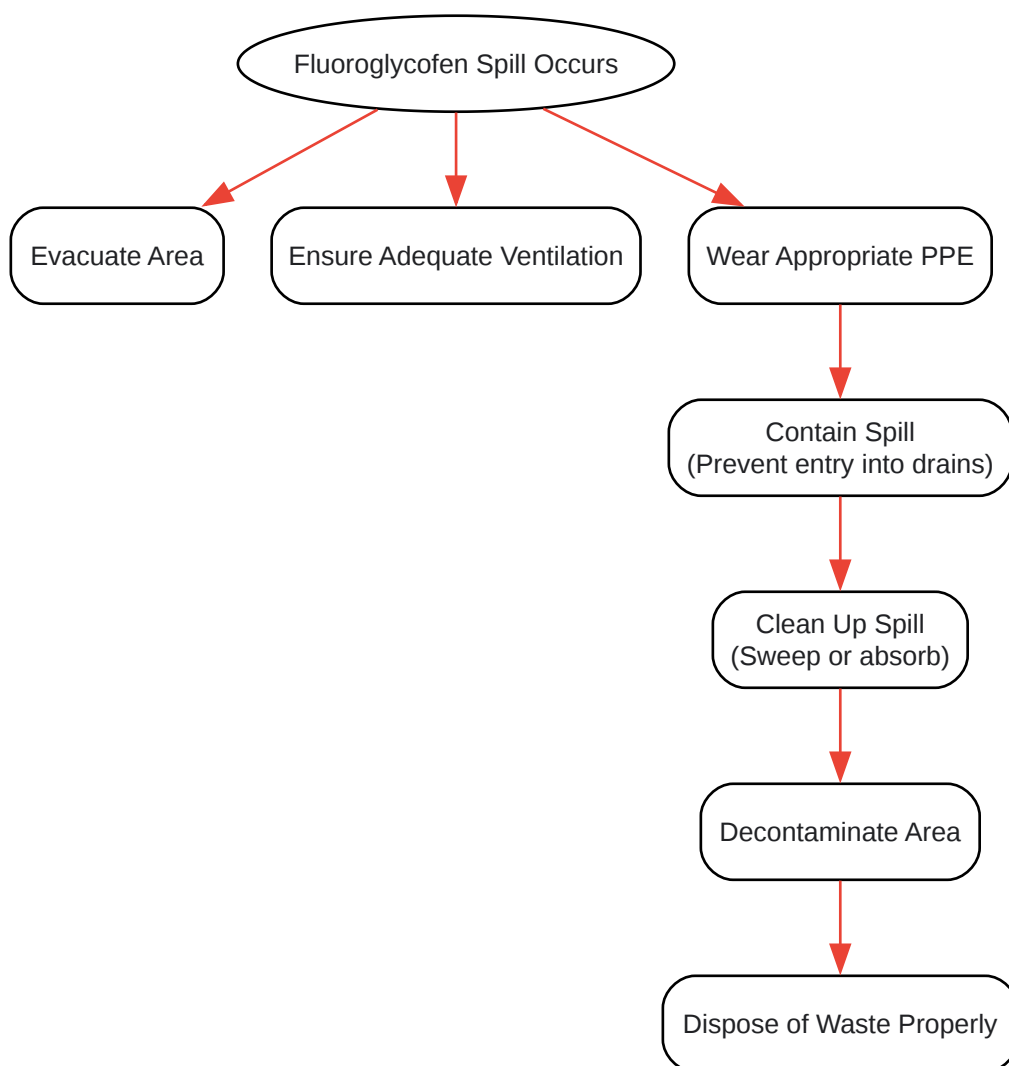 Fluoroglycofen Spill Occurs
Evacuate Area
Ensure Adequate Ventilation
Wear Appropriate PPE
Contain Spill
(Prevent entry into drains)
Clean Up Spill
(Sweep or absorb)
Decontaminate Area
Dispose of Waste Properly